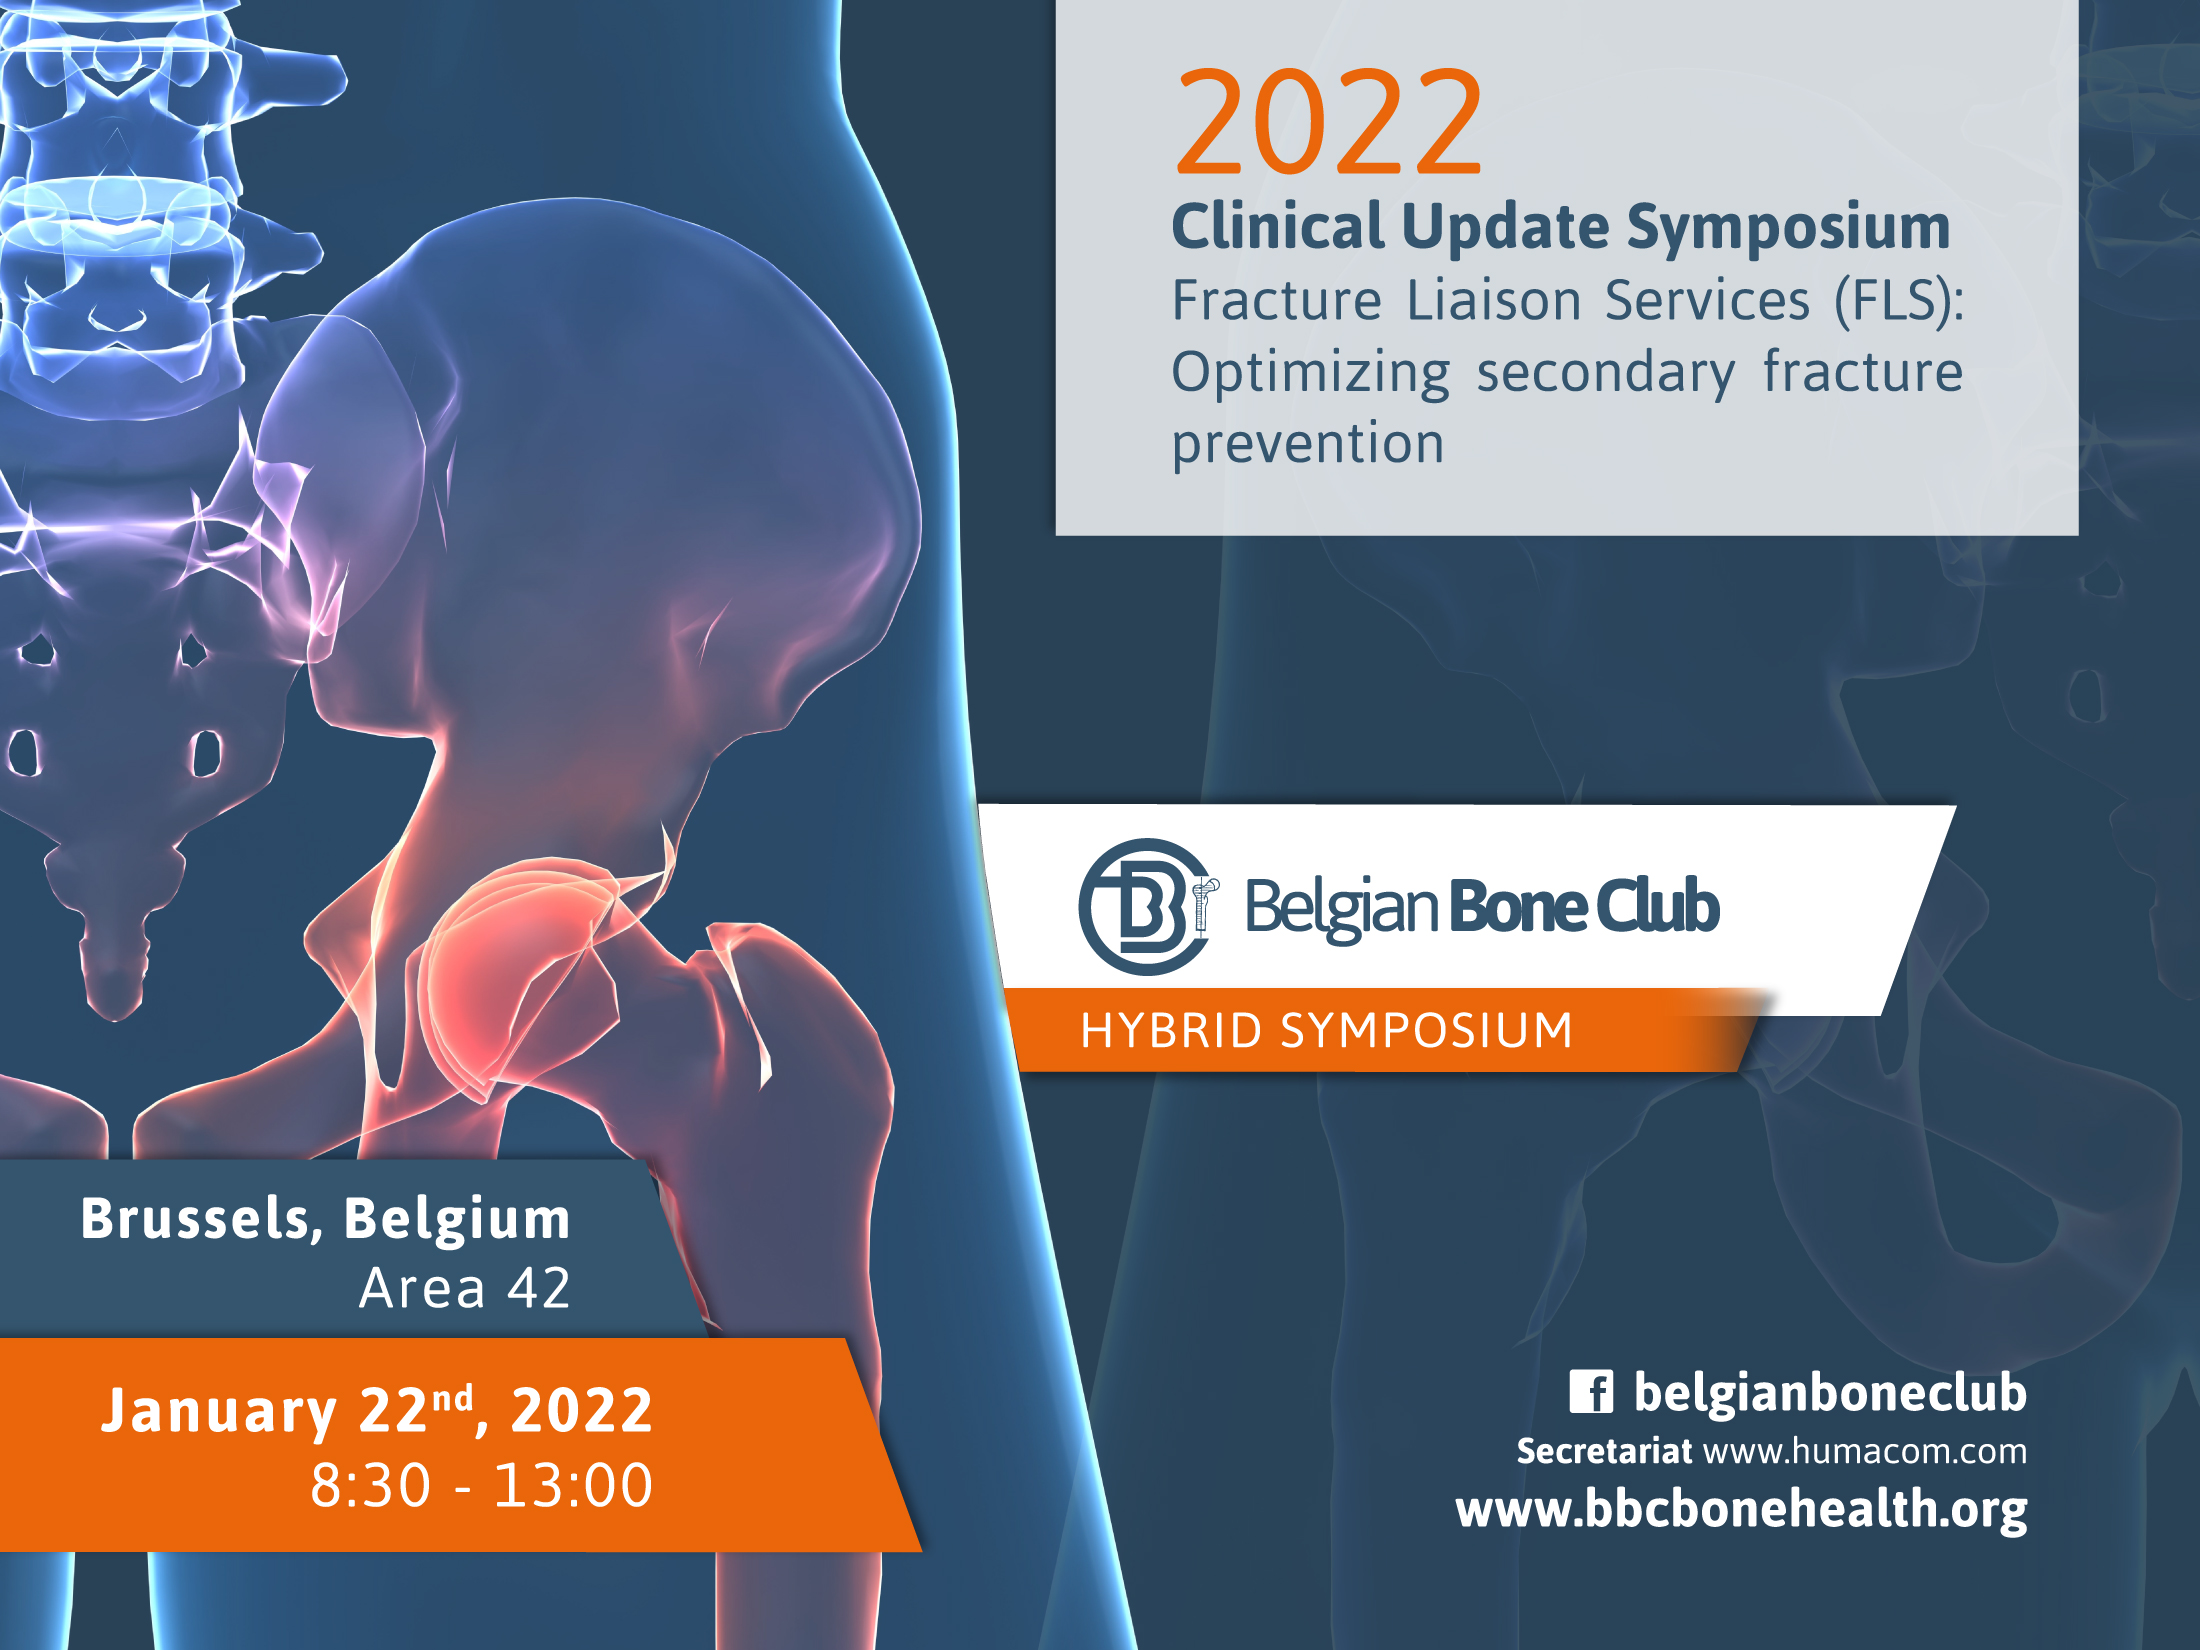 2022
Clinical Update Symposium
Fracture Liaison Services (FLS):
Optimizing secondary fracture
prevention
BBC
Belgian Bone Club
HYBRID SYMPOSIUM
Brussels, Belgium
Area 42
January 22nd, 2022
8:30 - 13:00
f belgianboneclub
Secretariat www.humacom.com
www.bbcbonehealth.org